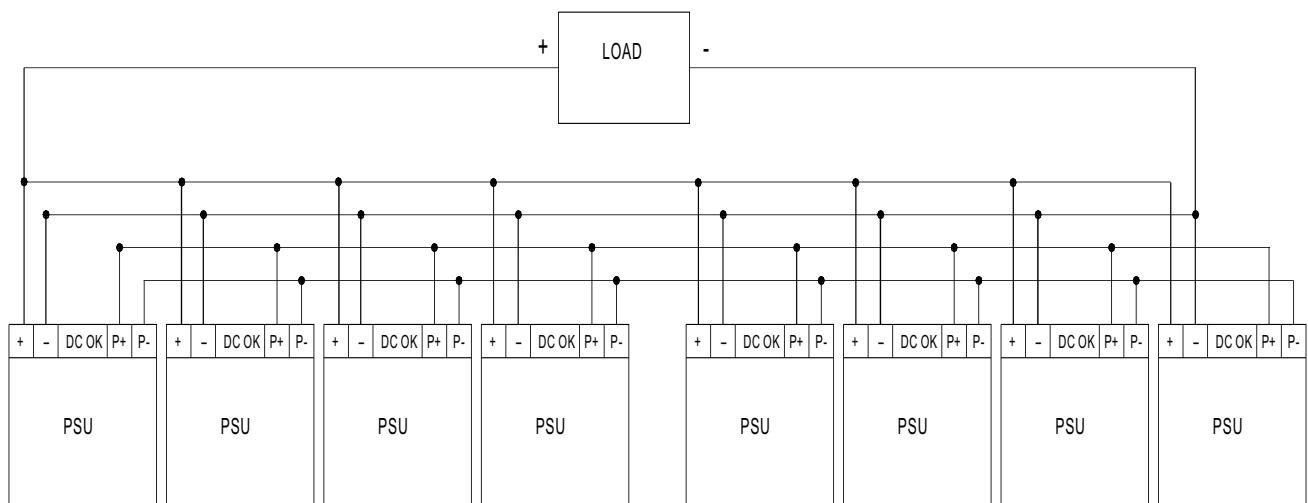 + LOAD -
+ – DC OK P+ P- + – DC OK P+ P- + – DC OK P+ P- + – DC OK P+ P- + – DC OK P+ P- + – DC OK P+ P- + – DC OK P+ P- + – DC OK P+ P-
PSU PSU PSU PSU PSU PSU PSU PSU